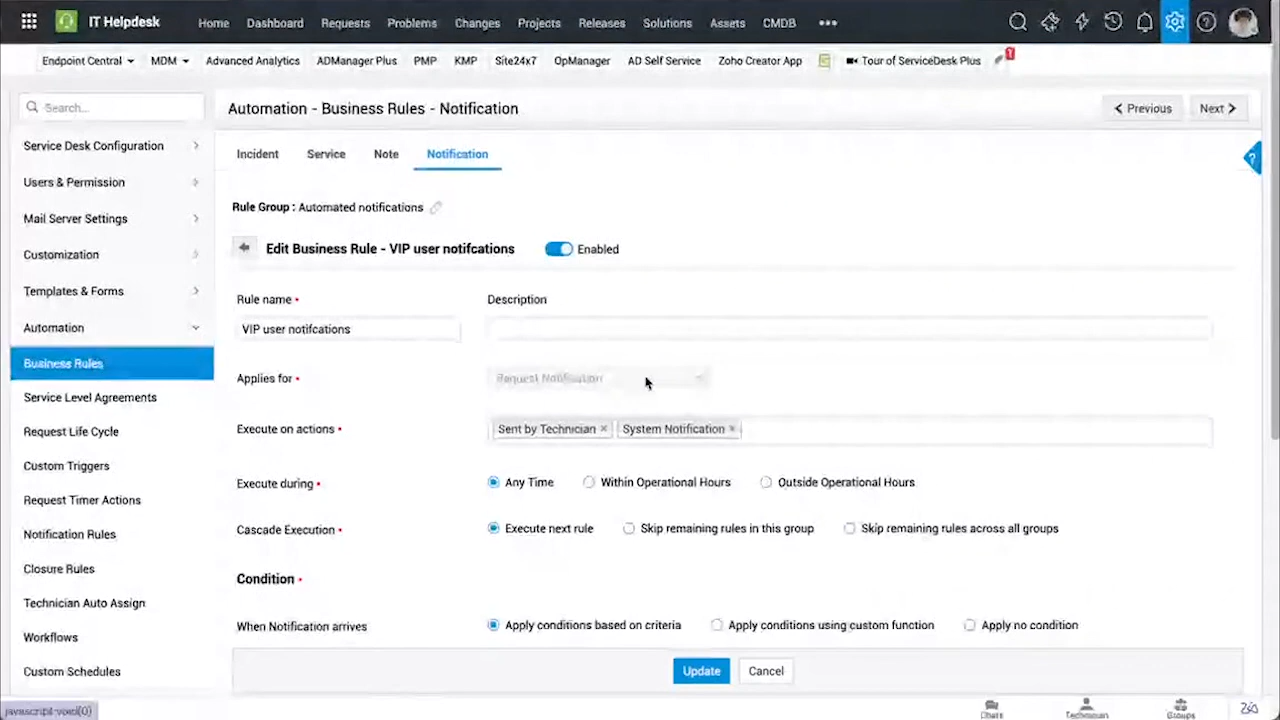 IT Helpdesk
Home Dashboard Requests Problems Changes Projects Releases Solutions Assets CMDB •••
Endpoint Central MDM Advanced Analytics ADManager Plus PMP KMP Site24x7 OpManager AD Self Service Zoho Creator App Tour of ServiceDesk Plus 1
Search...
Automation - Business Rules - Notification
Previous Next
Service Desk Configuration
Users & Permission
Mail Server Settings
Customization
Templates & Forms
Automation
Business Rules
Service Level Agreements
Request Life Cycle
Custom Triggers
Request Timer Actions
Notification Rules
Closure Rules
Technician Auto Assign
Workflows
Custom Schedules
Incident Service Note Notification
?
Rule Group : Automated notifications
Edit Business Rule - VIP user notifcations Enabled
Rule name • Description
VIP user notifcations
Applies for • Request Notification
Execute on actions • Sent by Technician × System Notification ×
Execute during • Any Time Within Operational Hours Outside Operational Hours
Cascade Execution • Execute next rule Skip remaining rules in this group Skip remaining rules across all groups
Condition •
When Notification arrives Apply conditions based on criteria Apply conditions using custom function Apply no condition
Update Cancel
javascript:void(0)
Chats Technician Groups Zia